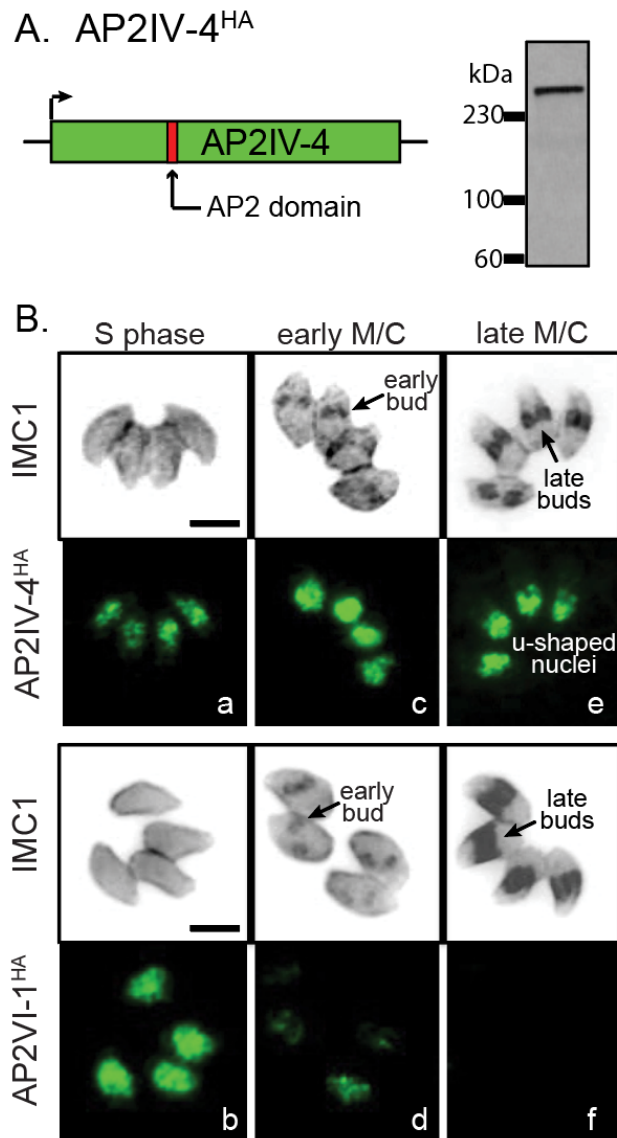 A. AP2IV-4HA
kDa
AP2IV-4
230
AP2 domain
100
60
B.
S phase early M/C late M/C
IMC1
early
bud
late
buds
AP2IV-4HA
u-shaped
nuclei
a c e
IMC1
early
bud
late
buds
AP2VI-1HA
b d f